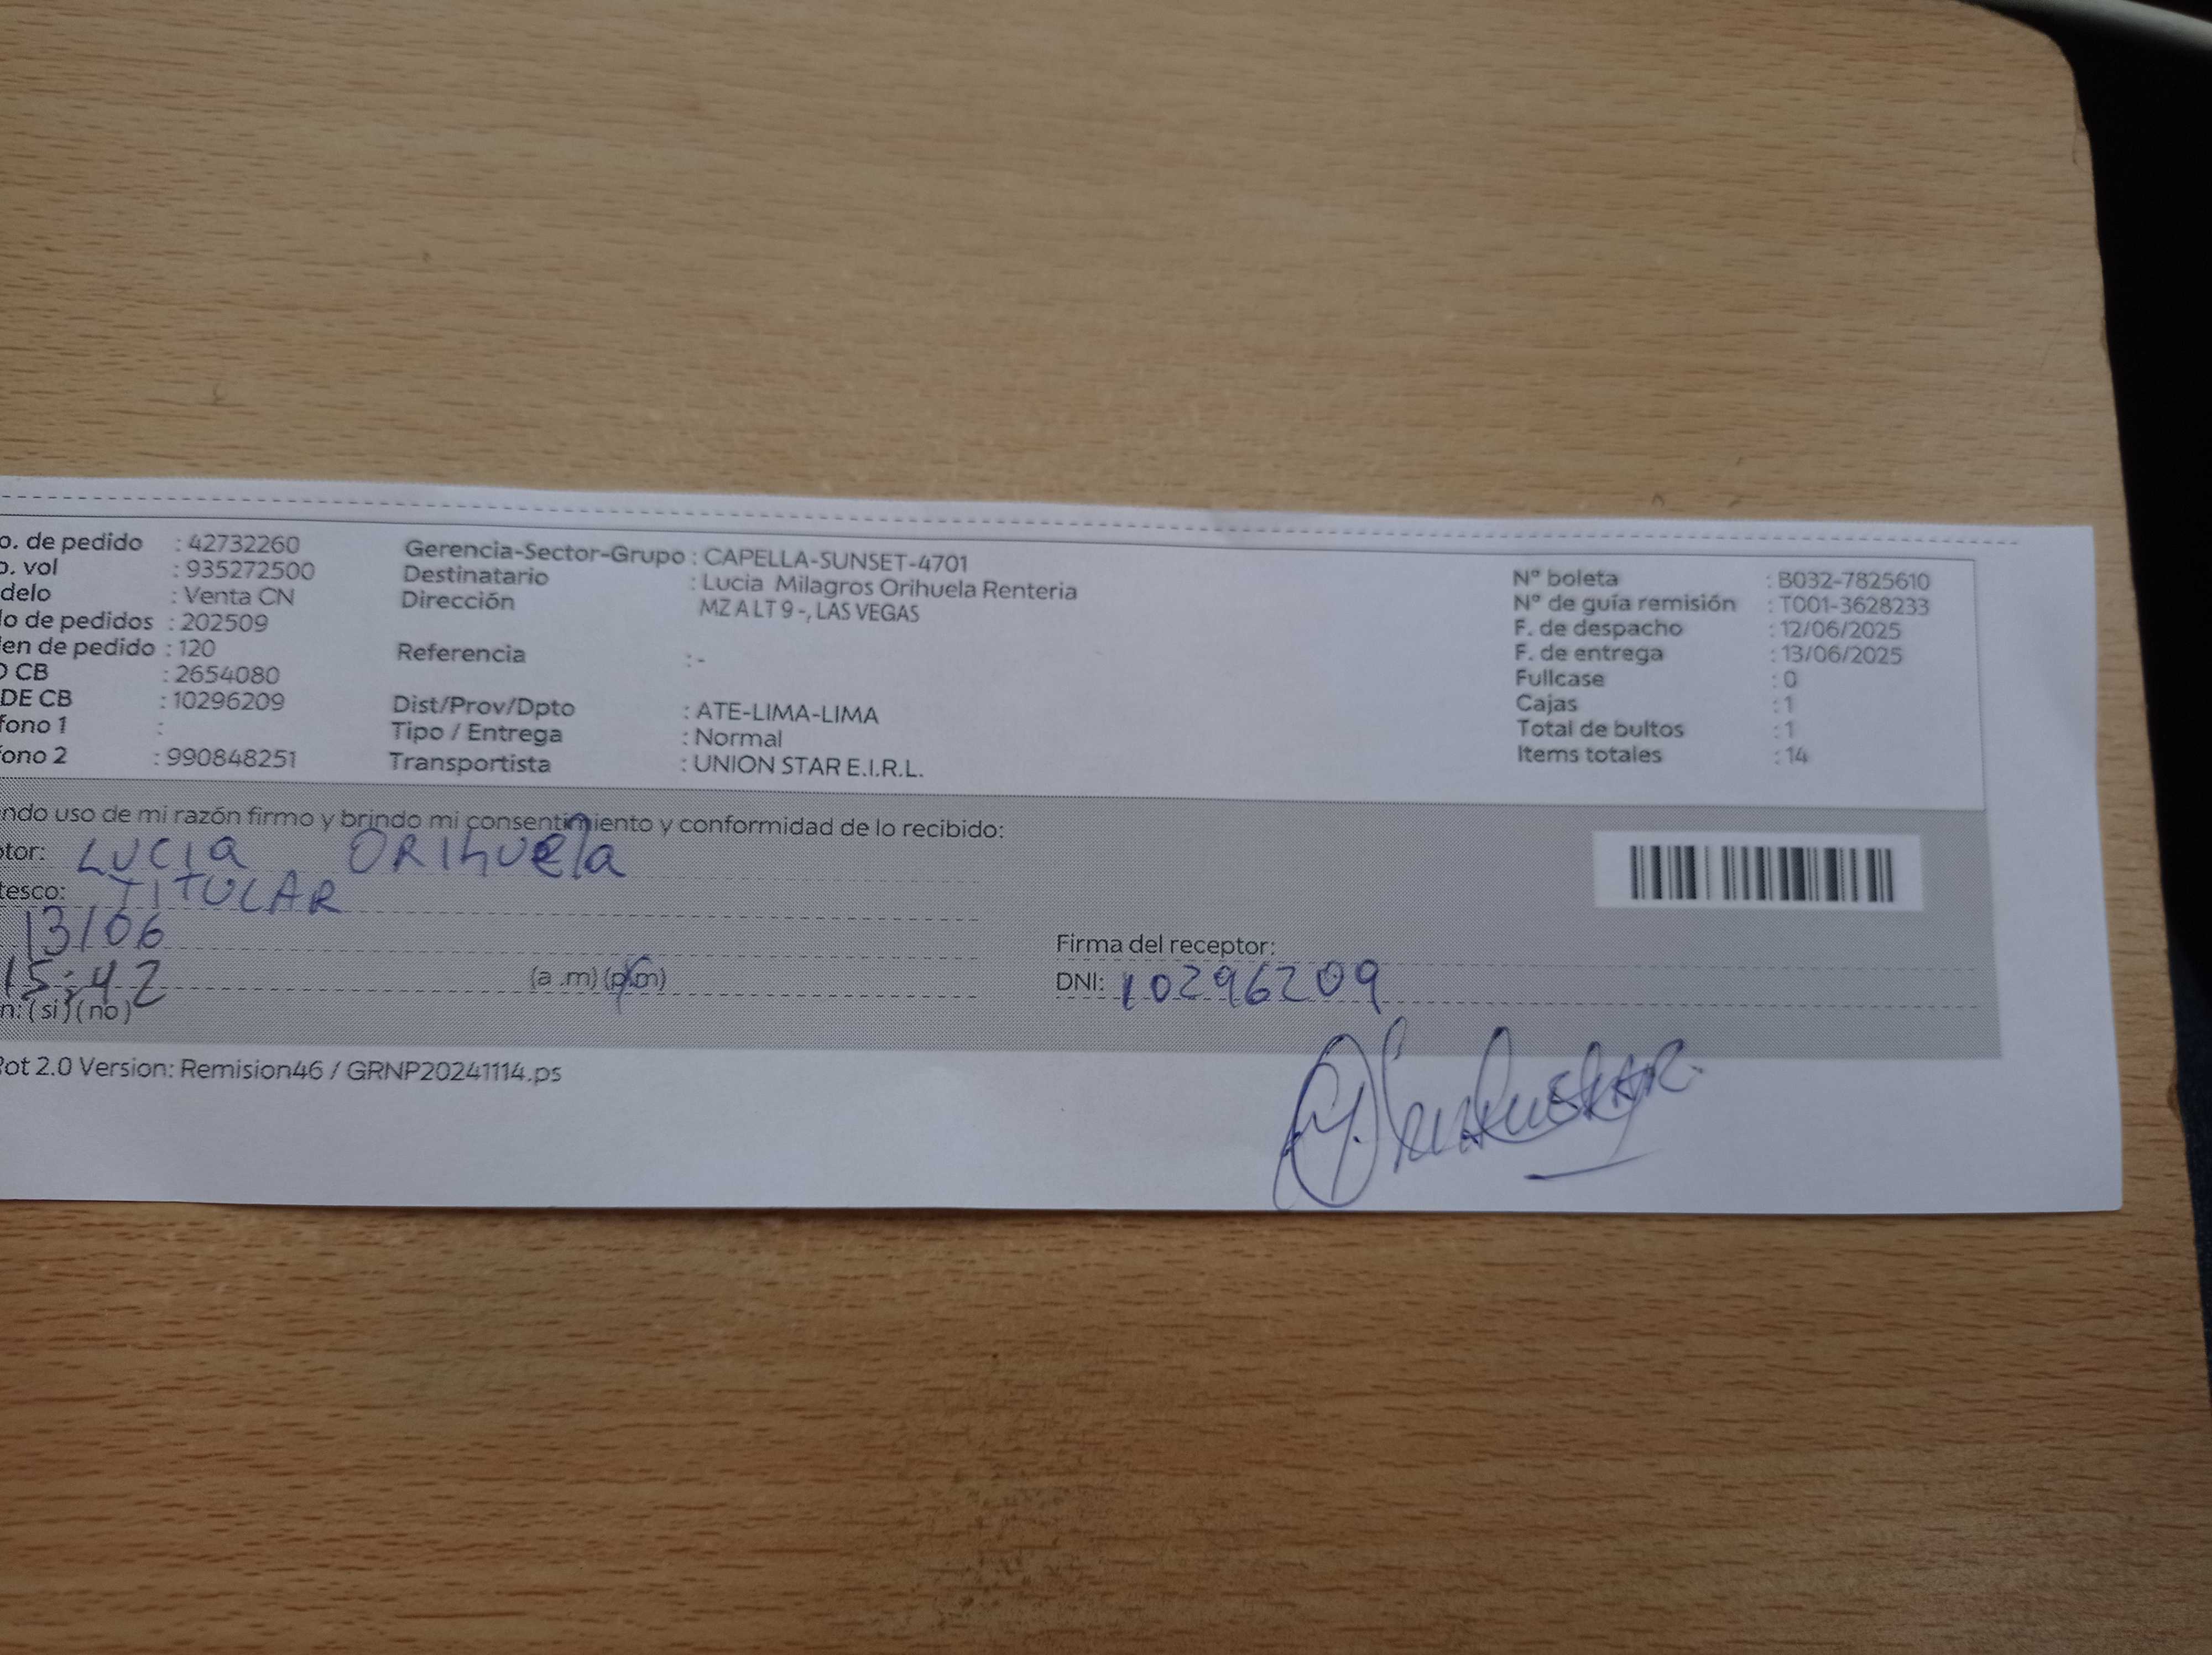 o. de pedido : 42732260
o. vol : 935272500
delo : Venta CN
lo de pedidos : 202509
en de pedido : 120
O CB : 2654080
DE CB : 10296209
fono 1 :
ono 2 : 990848251
Gerencia-Sector-Grupo : CAPELLA-SUNSET-4701
Destinatario : Lucia Milagros Orihuela Renteria
Dirección MZ A LT 9 -, LAS VEGAS
Referencia : -
Dist/Prov/Dpto : ATE-LIMA-LIMA
Tipo / Entrega : Normal
Transportista : UNION STAR E.I.R.L.
Nº boleta : B032-7825610
Nº de guía remisión : T001-3628233
F. de despacho : 12/06/2025
F. de entrega : 13/06/2025
Fullcase : 0
Cajas : 1
Total de bultos : 1
Items totales : 14
ndo uso de mi razón firmo y brindo mi consentimiento y conformidad de lo recibido:
tor: LUCIA ORIHUELA
tesco: TITULAR
13/06
15:42 (a .m) (p.m)
n: (si) (no)
Firma del receptor:
DNI: 10296209
ot 2.0 Version: Remision46 / GRNP20241114.ps